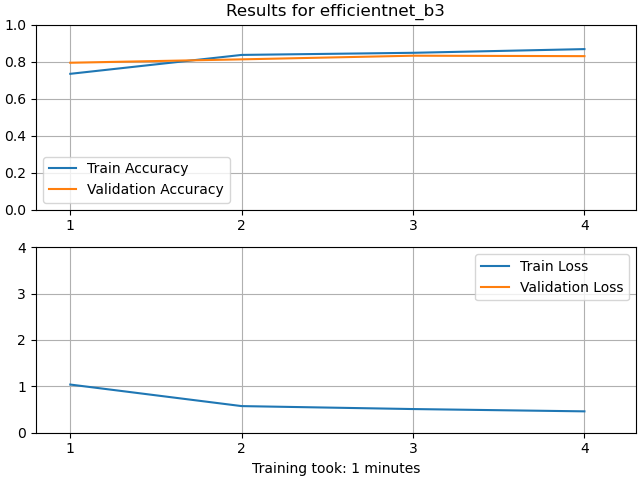 Results for efficientnet_b3
1.0
0.8
0.6
0.4
0.2
0.0
Train Accuracy
Validation Accuracy
1 2 3 4
4
3
2
1
0
Train Loss
Validation Loss
1 2 3 4
Training took: 1 minutes